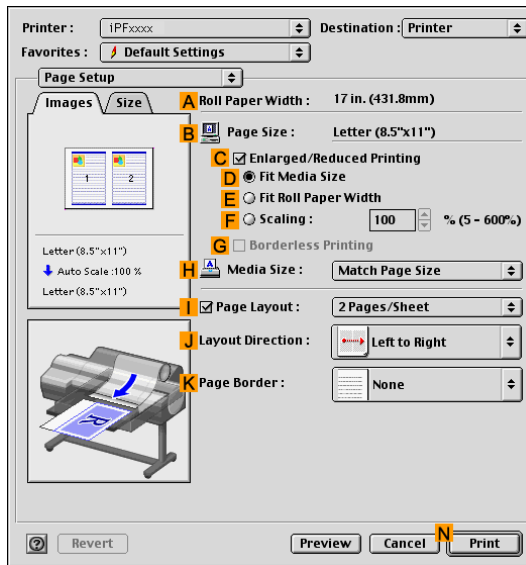 Printer : iPFxxxx Destination : Printer
Favorites : Default Settings
Page Setup
Images Size
A Roll Paper Width : 17 in. (431.8mm)
B Page Size : Letter (8.5"x11")
C Enlarged/Reduced Printing
D Fit Media Size
E Fit Roll Paper Width
F Scaling : 100 % (5 - 600%)
G Borderless Printing
H Media Size : Match Page Size
I Page Layout : 2 Pages/Sheet
J Layout Direction : Left to Right
K Page Border : None
1 2
Letter (8.5"x11")
Auto Scale :100 %
Letter (8.5"x11")
R
? Revert Preview Cancel N Print